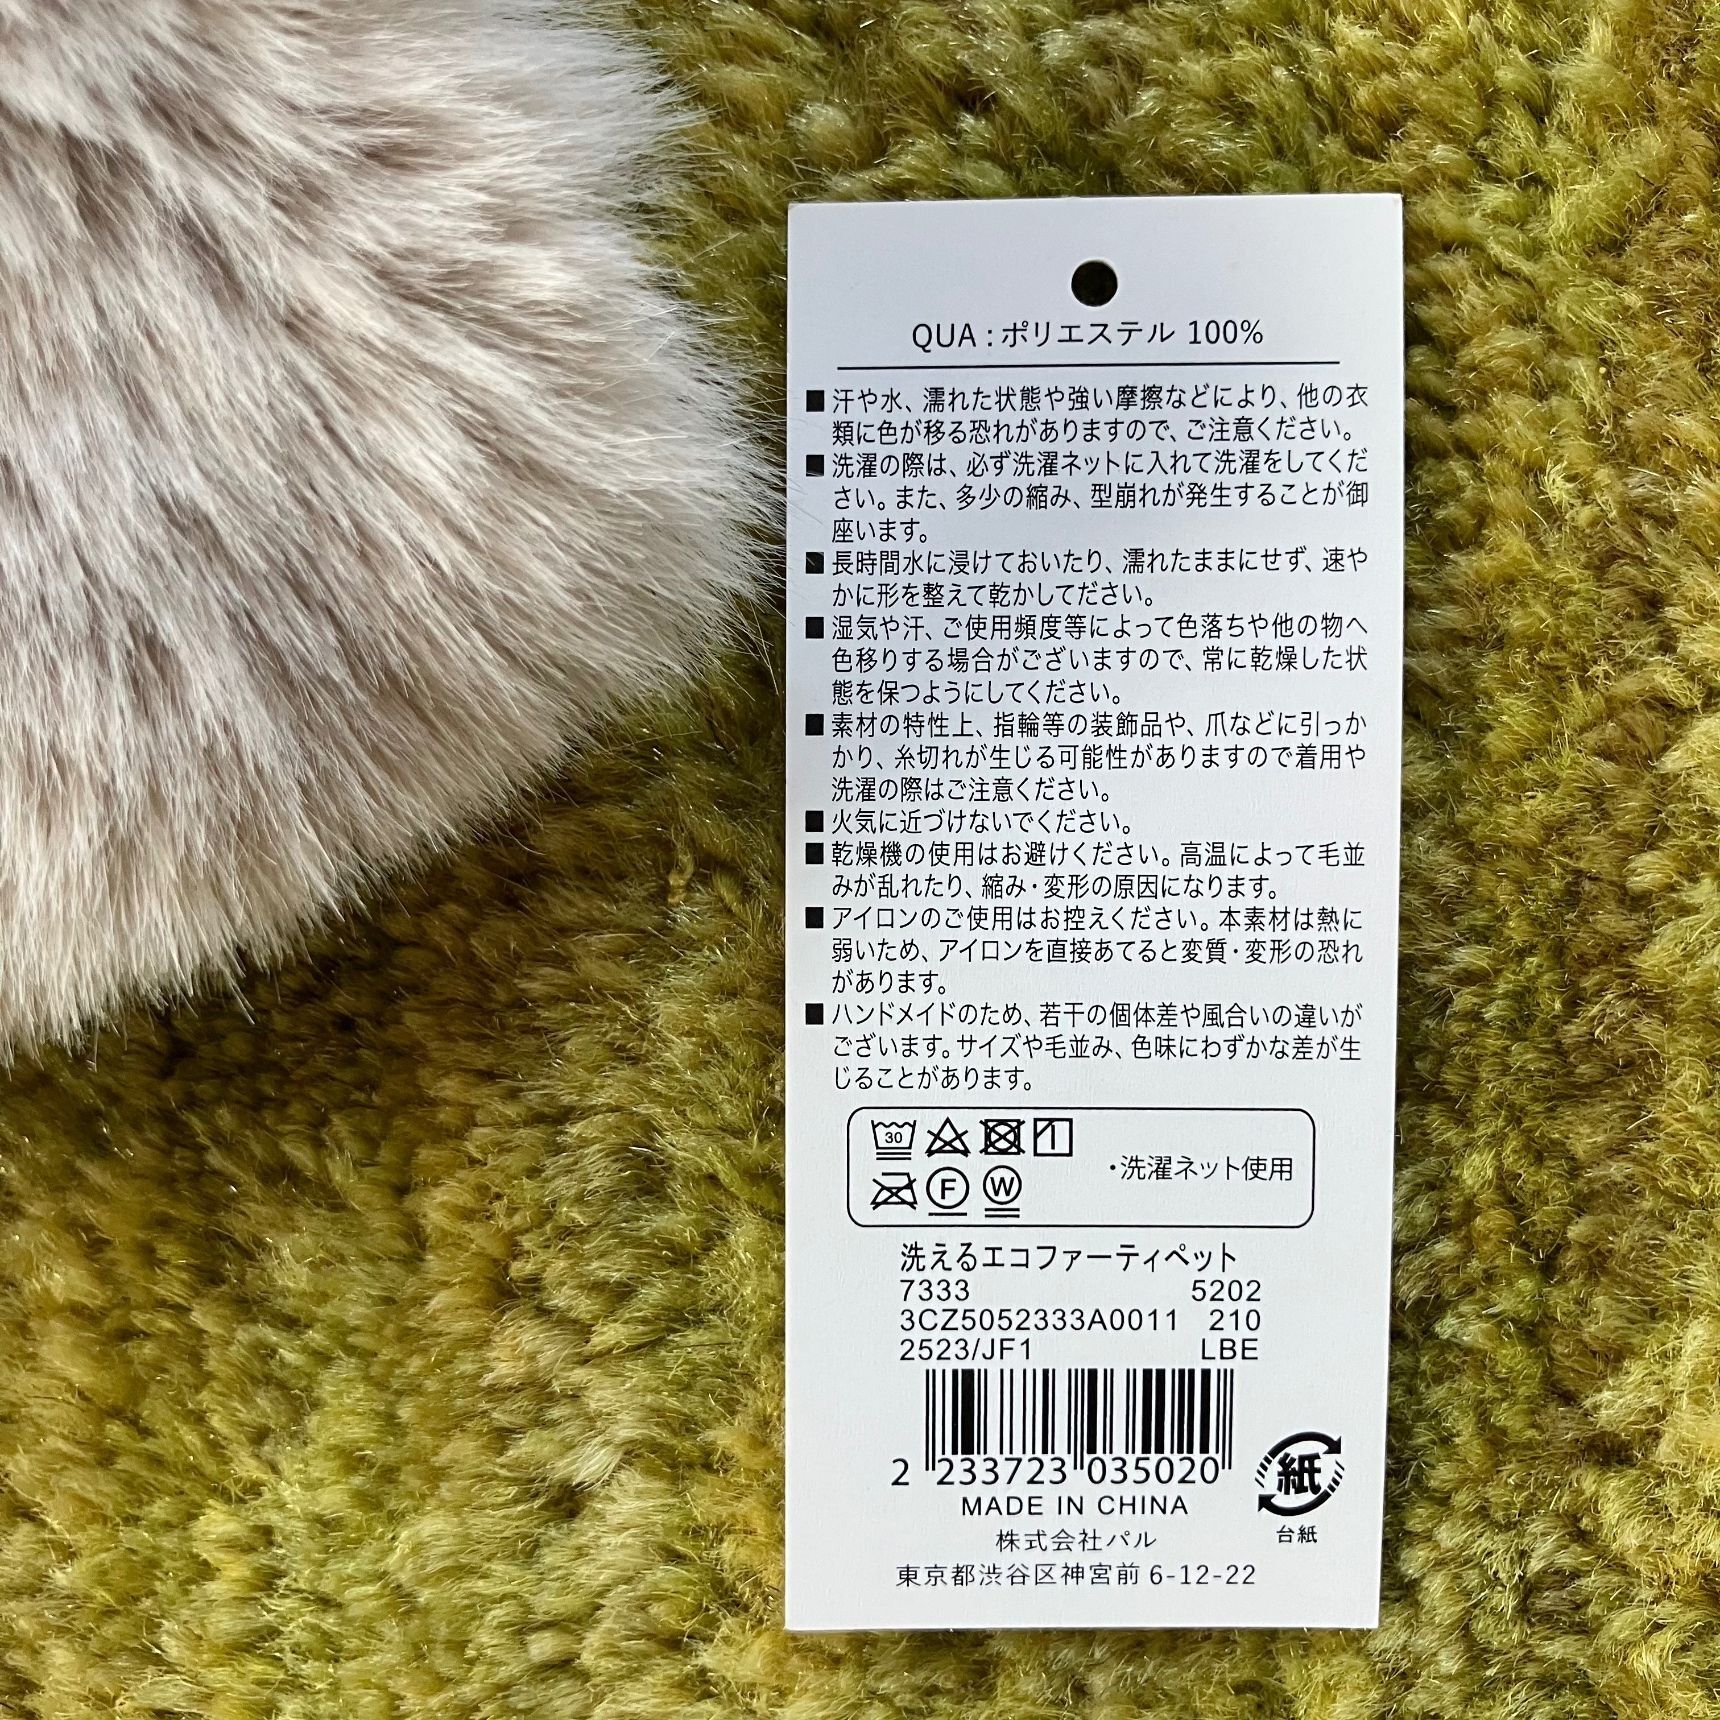 QUA : ポリエステル 100%
■ 汗や水、濡れた状態や強い摩擦などにより、他の衣
類に色が移る恐れがありますので、ご注意ください。
■ 洗濯の際は、必ず洗濯ネットに入れて洗濯をしてくだ
さい。また、多少の縮み、型崩れが発生することが御
座います。
■ 長時間水に浸けておいたり、濡れたままにせず、速や
かに形を整えて乾かしてださい。
■ 湿気や汗、ご使用頻度等によって色落ちや他の物へ
色移りする場合がございますので、常に乾燥した状
態を保つようにしてください。
■ 素材の特性上、指輪等の装飾品や、爪などに引っか
かり、糸切れが生じる可能性がありますので着用や
洗濯の際はご注意ください。
■ 火気に近づけないでください。
■ 乾燥機の使用はお避けください。高温によって毛並
みが乱れたり、縮み・変形の原因になります。
■ アイロンのご使用はお控えください。本素材は熱に
弱いため、アイロンを直接あてると変質・変形の恐れ
があります。
■ ハンドメイドのため、若干の個体差や風合いの違いが
ございます。サイズや毛並み、色味にわずかな差が生
じることがあります。
30
F W
・洗濯ネット使用
洗えるエコファーティペット
7333 5202
3CZ5052333A0011 210
2523/JF1 LBE
2 233723 035020
MADE IN CHINA
紙
台紙
株式会社パル
東京都渋谷区神宮前 6-12-22